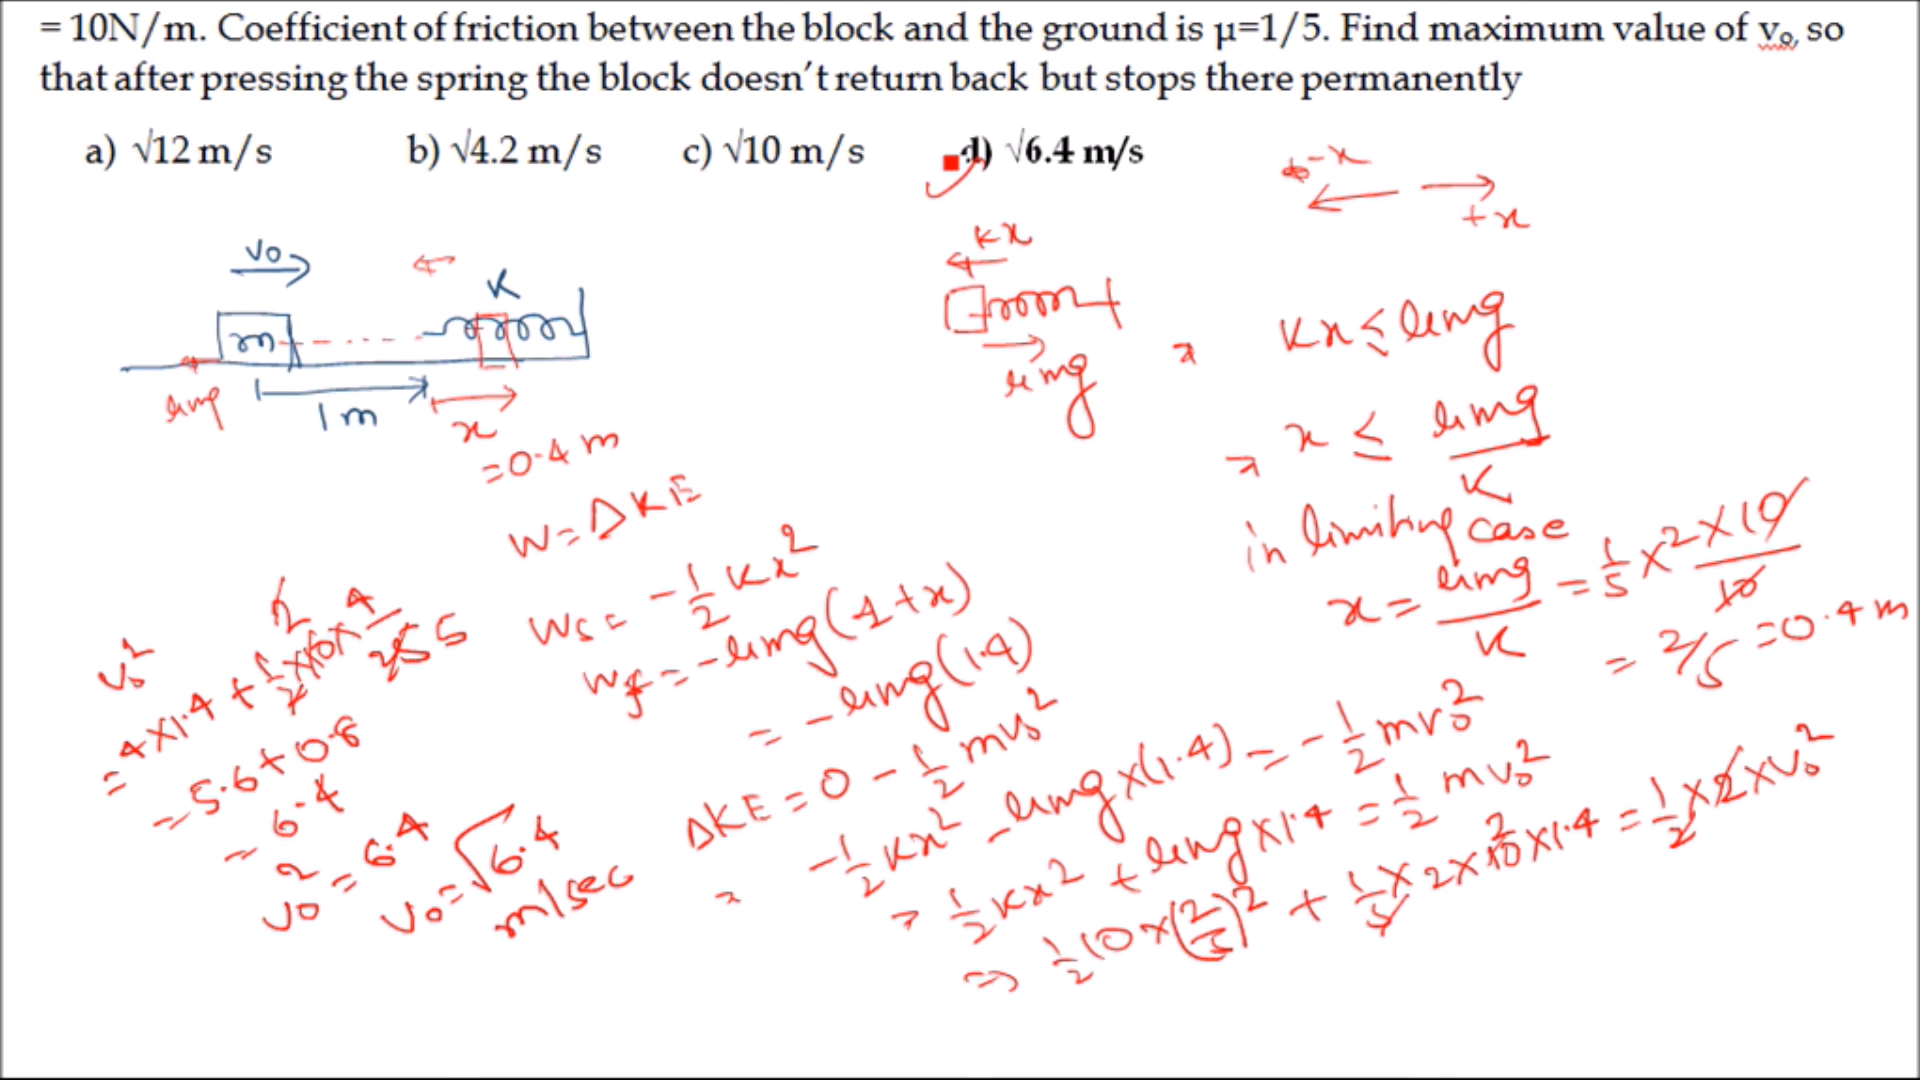 = 10N/m. Coefficient of friction between the block and the ground is μ=1/5. Find maximum value of v₀, so
that after pressing the spring the block doesn't return back but stops there permanently
a) √12 m/s b) √4.2 m/s c) √10 m/s d) √6.4 m/s
-x
+x
v₀
K
m
μmg
1 m
x
= 0.4 m
kx
μmg
Kx ≤ μmg
⇒ x ≤ μmg/K
in limiting case
x = μmg/K = 1/5 × 2×10/10
= 2/5 = 0.4 m
W = ΔKE
Ws = -1/2 Kx²
Wf = -μmg(1+x)
= -μmg(1.4)
ΔKE = 0 - 1/2 mv₀²
⇒ -1/2 Kx² - μmg×(1.4) = -1/2 mv₀²
⇒ 1/2 Kx² + μmg×1.4 = 1/2 mv₀²
⇒ 1/2 10×(2/5)² + 1/5 × 2×10×1.4 = 1/2 × 2 × v₀²
v₀²
= 4×1.4 + 1/2 × 10 × 4/25
= 5.6 + 0.8
= 6.4
v₀² = 6.4
v₀ = √6.4
m/sec